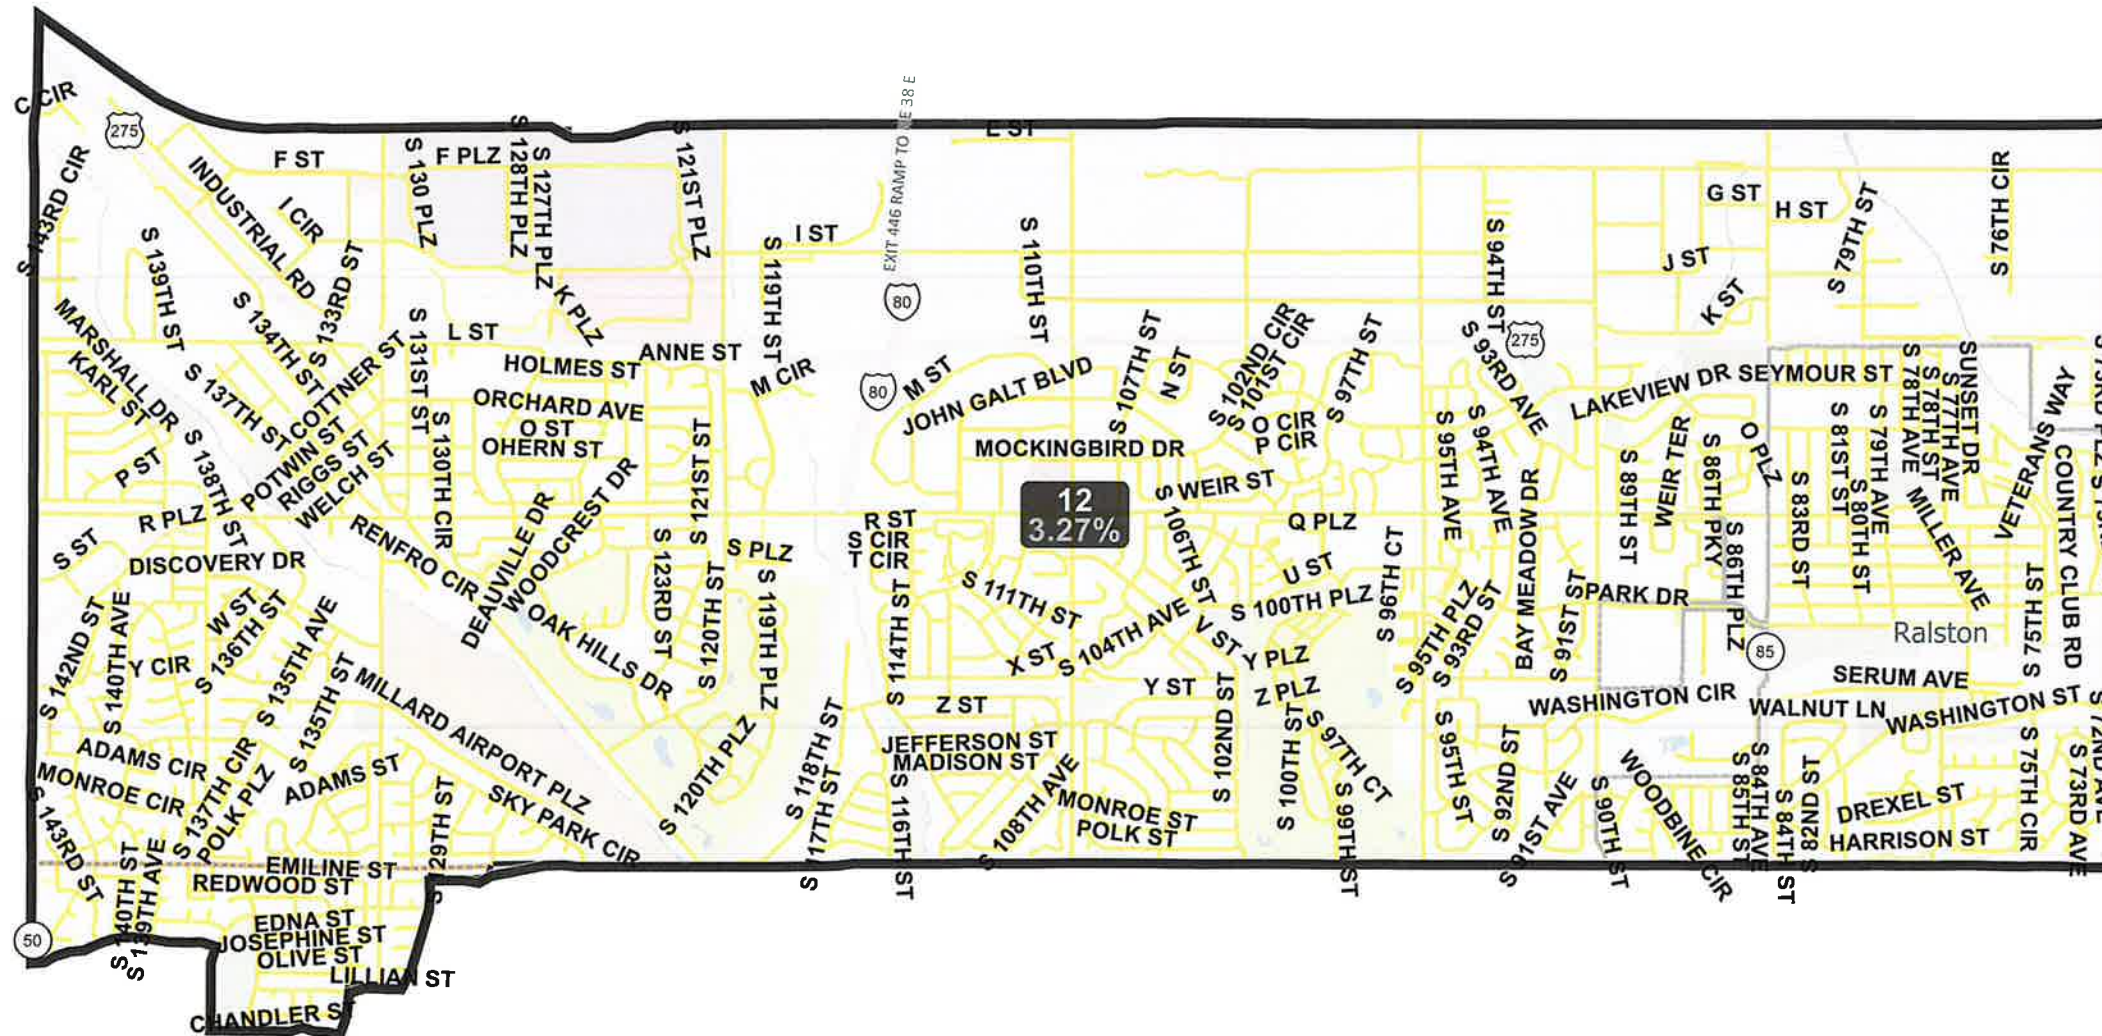 C CIR
275
S 143RD CIR
F ST
INDUSTRIAL RD
I CIR
S 139TH ST
S 134TH ST
S 133RD ST
S 130 PLZ
F PLZ
S 128TH PLZ
S 127TH PLZ
K PLZ
S 121ST PLZ
I ST
S 119TH ST
EXIT 446 RAMP TO NE 38 E
80
E ST
S 110TH ST
S 94TH ST
G ST
H ST
J ST
K ST
S 79TH ST
S 76TH CIR
275
MARSHALL DR
KARL ST
S 137TH ST
COTTNER ST
POTWIN ST
RIGGS ST
WELCH ST
S 131ST ST
S 130TH CIR
L ST
HOLMES ST
ANNE ST
ORCHARD AVE
O ST
OHERN ST
M CIR
80
M ST
JOHN GALT BLVD
S 107TH ST
N ST
S 102ND CIR
S 101ST CIR
O CIR
P CIR
S 97TH ST
S 93RD AVE
LAKEVIEW DR
SEYMOUR ST
S 78TH AVE
S 78TH ST
S 77TH AVE
SUNSET DR
VETERANS WAY
P ST
S 138TH ST
R PLZ
S ST
DISCOVERY DR
RENFRO CIR
DEAUVILLE DR
WOODCREST DR
S 121ST ST
S 123RD ST
S 120TH ST
S PLZ
S 119TH PLZ
MOCKINGBIRD DR
12
3.27%
S WEIR ST
S 106TH ST
Q PLZ
R ST
S CIR
T CIR
S 114TH ST
S 111TH ST
U ST
S 100TH PLZ
S 96TH CT
S 95TH AVE
S 94TH AVE
BAY MEADOW DR
S 89TH ST
WEIR TER
S 86TH PKY
O PLZ
S 86TH PLZ
S 83RD ST
S 81ST ST
S 80TH ST
S 79TH AVE
MILLER AVE
COUNTRY CLUB RD
S 75TH ST
S 142ND ST
S 140TH AVE
W ST
S 136TH ST
Y CIR
S 135TH AVE
S 135TH ST
MILLARD AIRPORT PLZ
OAK HILLS DR
S 120TH PLZ
X ST
S 104TH AVE
V ST
Y PLZ
Z PLZ
Y ST
Z ST
S 102ND ST
S 100TH ST
S 97TH CT
S 99TH ST
S 95TH PLZ
S 93RD ST
S 91ST ST
PARK DR
85
Ralston
SERUM AVE
WASHINGTON CIR
WALNUT LN
WASHINGTON ST
S 72ND AVE
ADAMS CIR
MONROE CIR
S 143RD ST
S 137TH CIR
POLK PLZ
ADAMS ST
SKY PARK CIR
S 129TH ST
S 118TH ST
S 117TH ST
JEFFERSON ST
MADISON ST
S 116TH ST
S 108TH AVE
MONROE ST
POLK ST
S 95TH ST
S 92ND ST
S 91ST AVE
S 90TH ST
WOODBINE CIR
S 85TH ST
S 84TH AVE
S 84TH ST
S 82ND ST
DREXEL ST
HARRISON ST
S 75TH CIR
S 73RD AVE
EMILINE ST
REDWOOD ST
S 140TH ST
S 139TH AVE
EDNA ST
JOSEPHINE ST
OLIVE ST
LILLIAN ST
CHANDLER ST
50